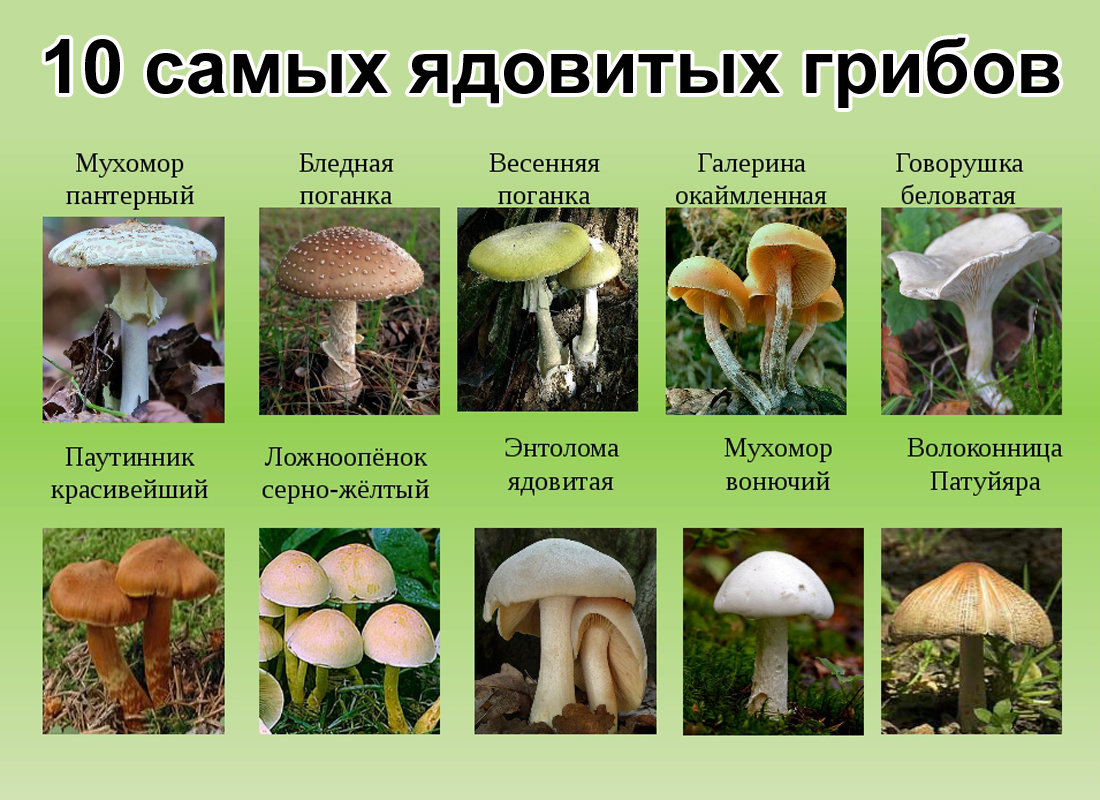 10 самых ядовитых грибов
Мухомор
пантерный
Бледная
поганка
Весенняя
поганка
Галерина
окаймленная
Говорушка
беловатая
Паутинник
красивейший
Ложноопёнок
серно-жёлтый
Энтолома
ядовитая
Мухомор
вонючий
Волоконница
Патуйяра